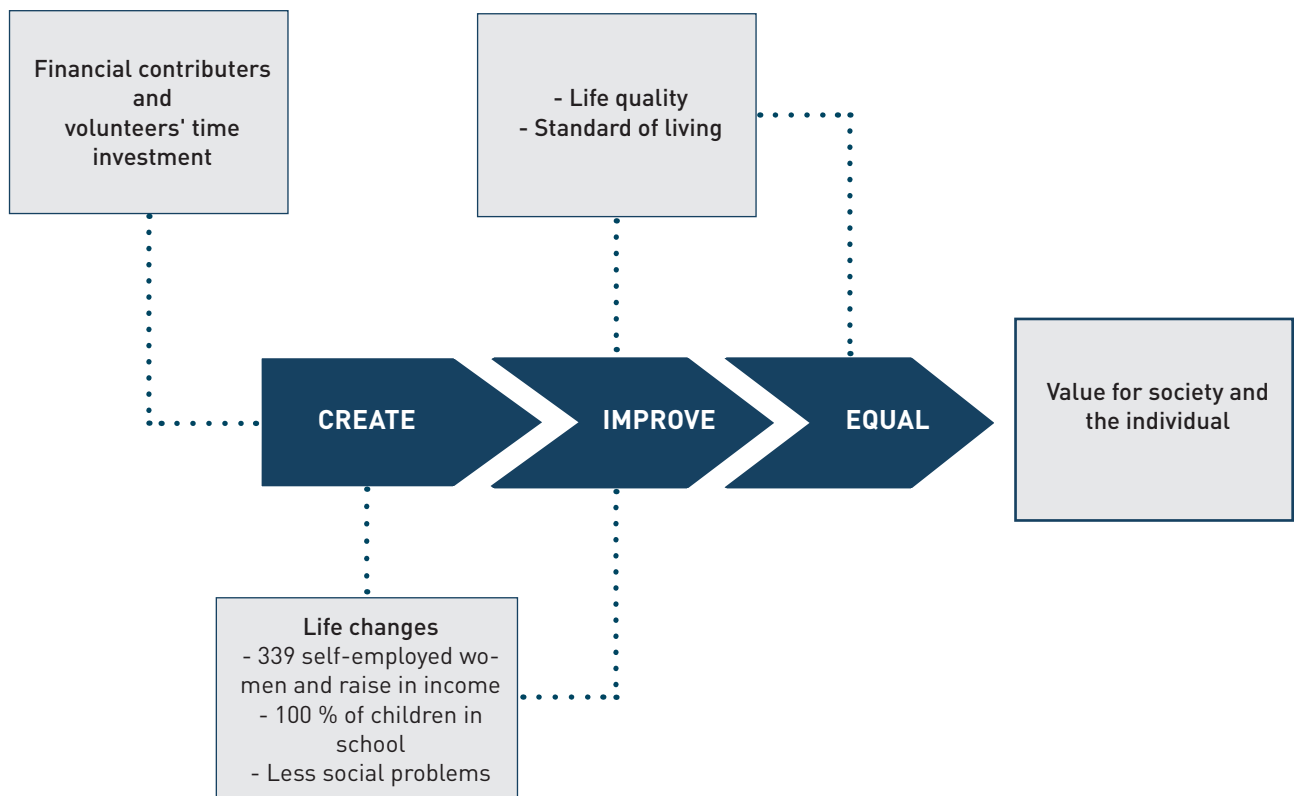 Financial contributers
and
volunteers' time
investment
- Life quality
- Standard of living
CREATE
IMPROVE
EQUAL
Value for society and
the individual
Life changes
- 339 self-employed wo-
men and raise in income
- 100 % of children in
school
- Less social problems